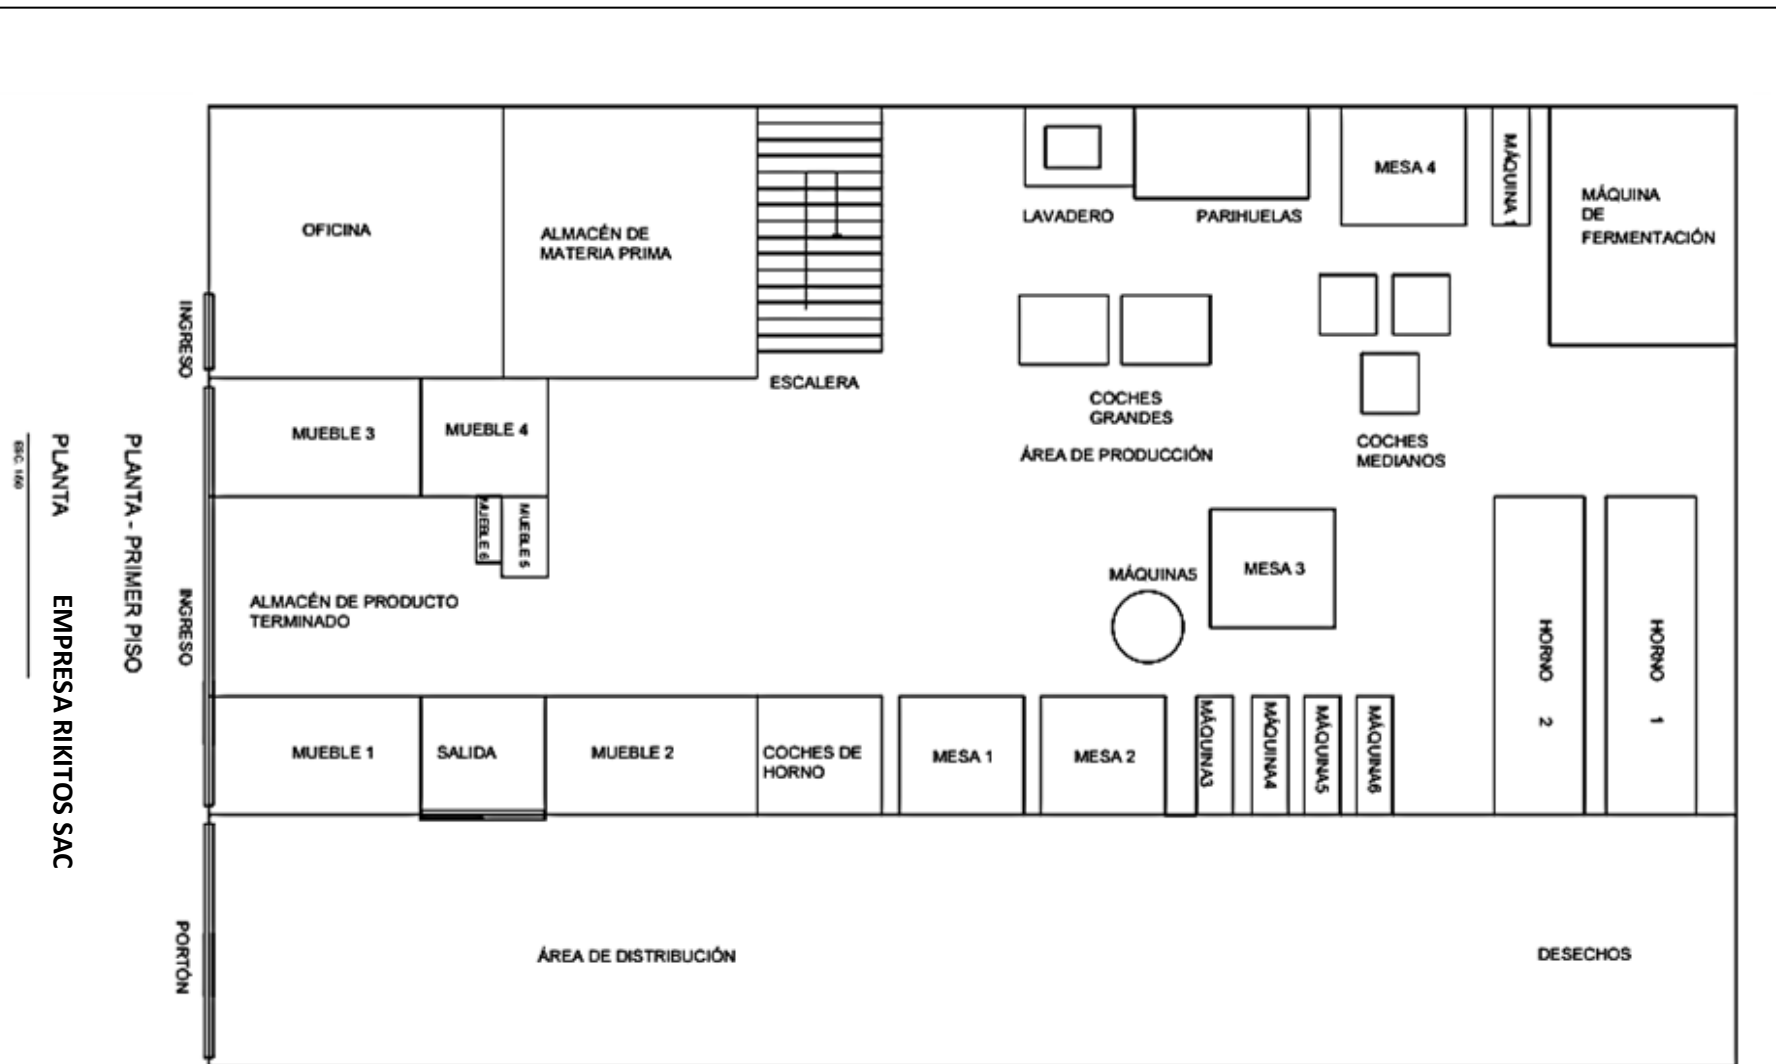 OFICINA
ALMACÉN DE
MATERIA PRIMA
ESCALERA
LAVADERO
PARIHUELAS
MESA 4
MÁQUINA 1
MÁQUINA
DE
FERMENTACIÓN
COCHES
GRANDES
ÁREA DE PRODUCCIÓN
COCHES
MEDIANOS
INGRESO
MUEBLE 3
MUEBLE 4
MUEBLE 6
MUEBLE 5
ALMACÉN DE PRODUCTO
TERMINADO
INGRESO
MÁQUINA5
MESA 3
HORNO 2
HORNO 1
MUEBLE 1
SALIDA
MUEBLE 2
COCHES DE
HORNO
MESA 1
MESA 2
MÁQUINA3
MÁQUINA4
MÁQUINA5
MÁQUINA6
PORTÓN
ÁREA DE DISTRIBUCIÓN
DESECHOS
PLANTA - PRIMER PISO
PLANTA EMPRESA RIKITOS SAC